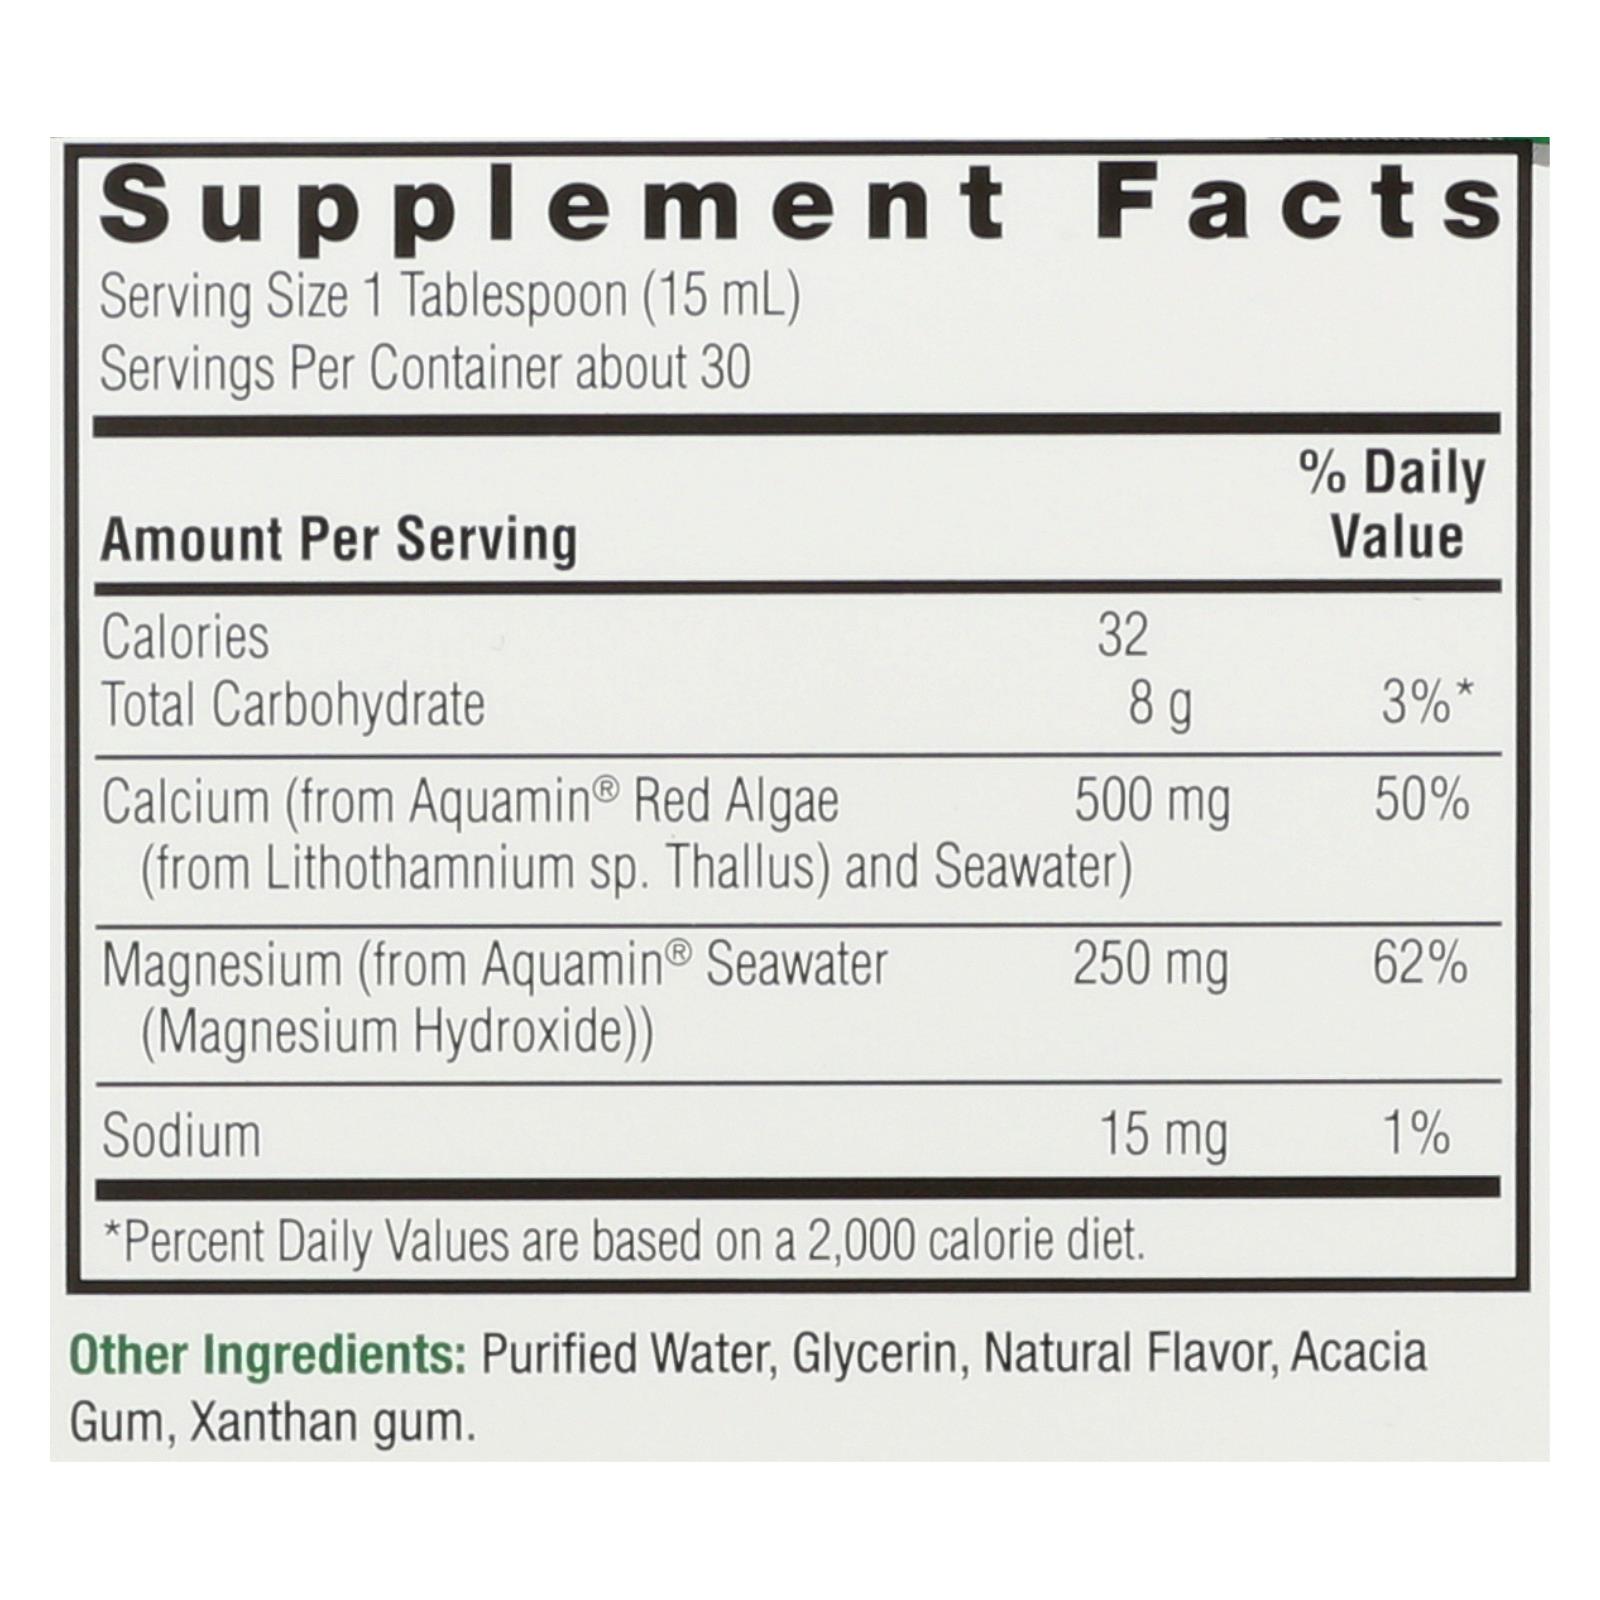 Supplement Facts
Serving Size 1 Tablespoon (15 mL)
Servings Per Container about 30
% Daily
Amount Per Serving Value
Calories 32
Total Carbohydrate 8 g 3%*
Calcium (from Aquamin® Red Algae 500 mg 50%
(from Lithothamnium sp. Thallus) and Seawater)
Magnesium (from Aquamin® Seawater 250 mg 62%
(Magnesium Hydroxide))
Sodium 15 mg 1%
*Percent Daily Values are based on a 2,000 calorie diet.
Other Ingredients: Purified Water, Glycerin, Natural Flavor, Acacia
Gum, Xanthan gum.